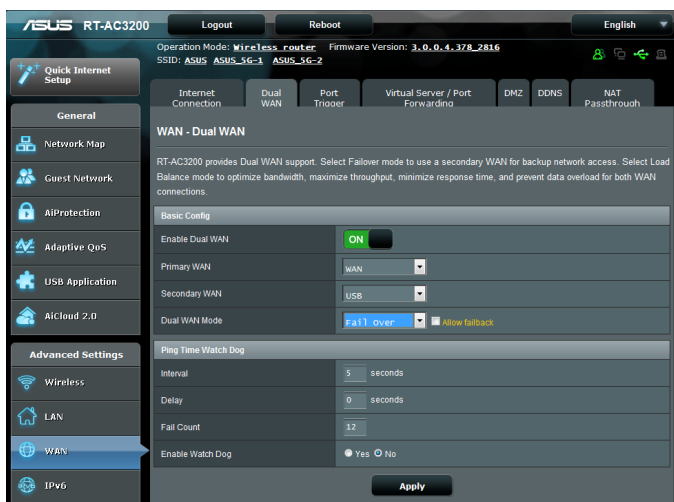 ASUS RT-AC3200 Logout Reboot English
Operation Mode: Wireless router Firmware Version: 3.0.0.4.378_2816
SSID: ASUS ASUS_5G-1 ASUS_5G-2
Quick Internet
Setup
Internet
Connection
Dual
WAN
Port
Trigger
Virtual Server / Port
Forwarding
DMZ
DDNS
NAT
Passthrough
General
Network Map
Guest Network
AiProtection
Adaptive QoS
USB Application
AiCloud 2.0
Advanced Settings
Wireless
LAN
WAN
IPv6
WAN - Dual WAN
RT-AC3200 provides Dual WAN support. Select Failover mode to use a secondary WAN for backup network access. Select Load
Balance mode to optimize bandwidth, maximize throughput, minimize response time, and prevent data overload for both WAN
connections.
Basic Config
Enable Dual WAN ON
Primary WAN WAN
Secondary WAN USB
Dual WAN Mode Fail Over Allow failback
Ping Time Watch Dog
Interval 5 seconds
Delay 0 seconds
Fail Count 12
Enable Watch Dog Yes No
Apply